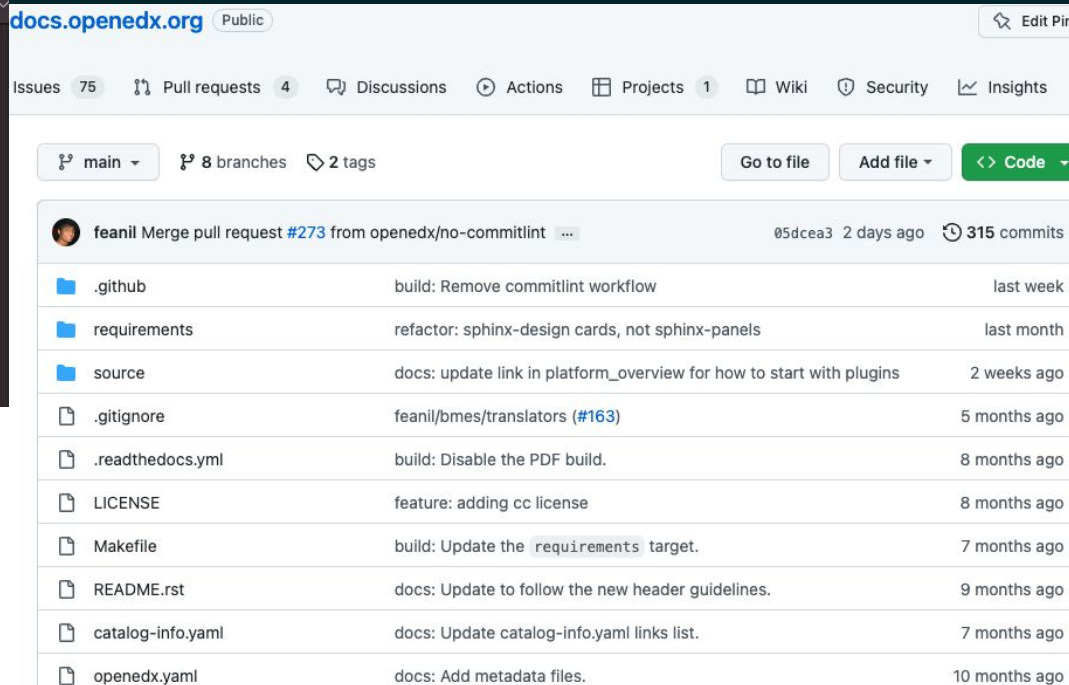 docs.openedx.org Public Edit Pin
Issues 75 Pull requests 4 Discussions Actions Projects 1 Wiki Security Insights
main 8 branches 2 tags Go to file Add file <> Code
feanil Merge pull request #273 from openedx/no-commitlint ... 05dcea3 2 days ago 315 commits
.github build: Remove commitlint workflow last week
requirements refactor: sphinx-design cards, not sphinx-panels last month
source docs: update link in platform_overview for how to start with plugins 2 weeks ago
.gitignore feanil/bmes/translators (#163) 5 months ago
.readthedocs.yml build: Disable the PDF build. 8 months ago
LICENSE feature: adding cc license 8 months ago
Makefile build: Update the requirements target. 7 months ago
README.rst docs: Update to follow the new header guidelines. 9 months ago
catalog-info.yaml docs: Update catalog-info.yaml links list. 7 months ago
openedx.yaml docs: Add metadata files. 10 months ago